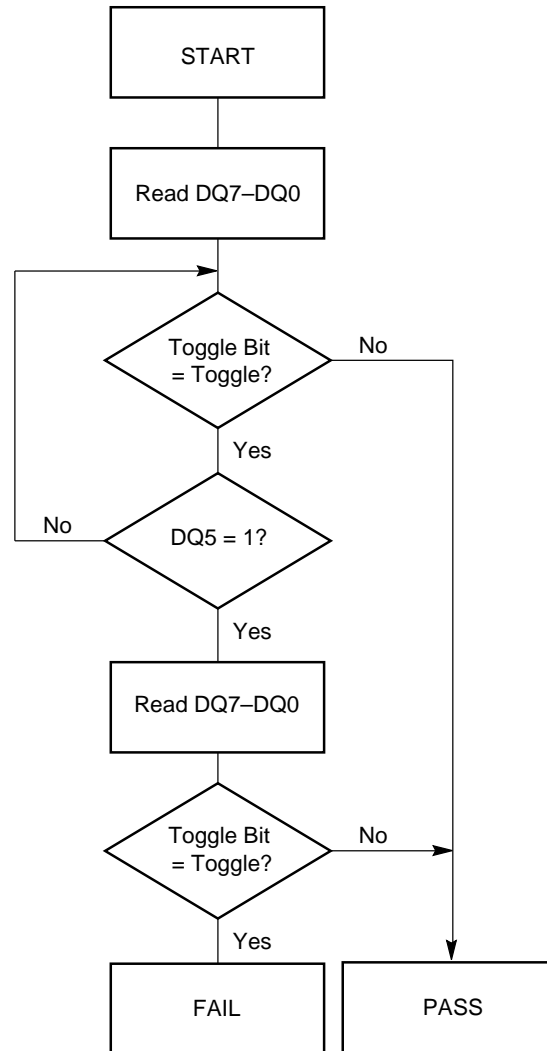 START
Read DQ7–DQ0
Toggle Bit
= Toggle?
No
Yes
No
DQ5 = 1?
Yes
Read DQ7–DQ0
Toggle Bit
= Toggle?
No
Yes
FAIL
PASS